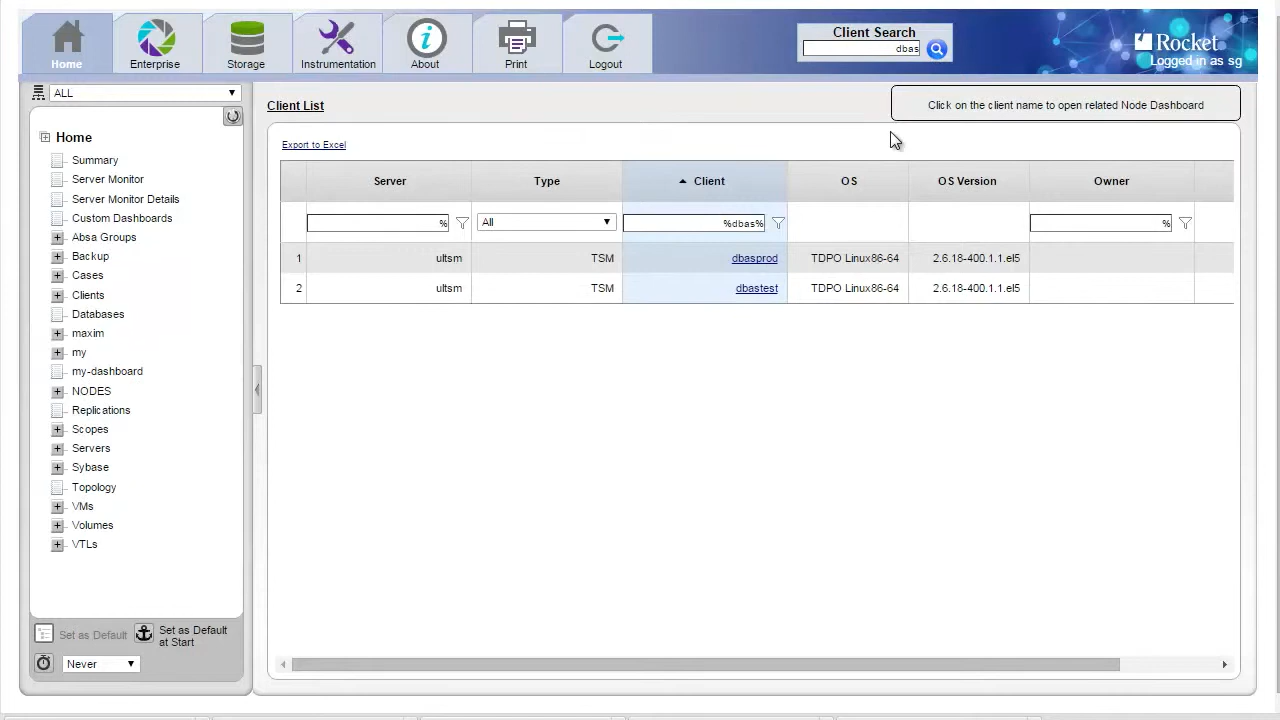 Home
Enterprise
Storage
Instrumentation
About
Print
Logout
Client Search
dbas
Rocket
Logged in as sg
ALL
Home
Summary
Server Monitor
Server Monitor Details
Custom Dashboards
Absa Groups
Backup
Cases
Clients
Databases
maxim
my
my-dashboard
NODES
Replications
Scopes
Servers
Sybase
Topology
VMs
Volumes
VTLs
Set as Default
Set as Default
at Start
Never
Client List
Click on the client name to open related Node Dashboard
Export to Excel
Server Type Client OS OS Version Owner
% All %dbas% %
1 ultsm TSM dbasprod TDPO Linux86-64 2.6.18-400.1.1.el5
2 ultsm TSM dbastest TDPO Linux86-64 2.6.18-400.1.1.el5